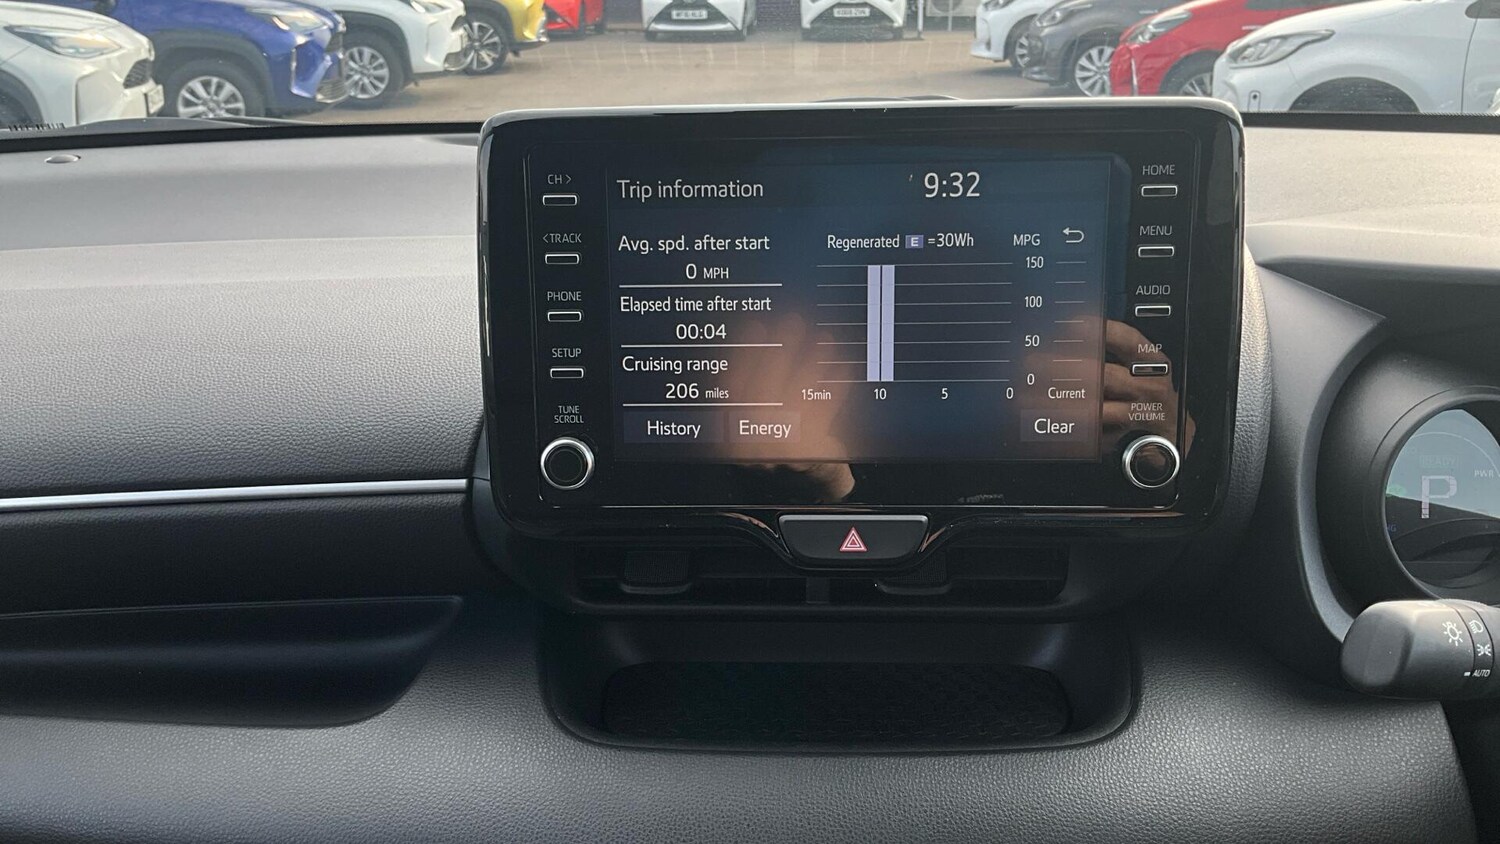 CH >
< TRACK
PHONE
SETUP
TUNE
SCROLL
Trip information
9:32
Avg. spd. after start
0 MPH
Elapsed time after start
00:04
Cruising range
206 miles
History
Energy
Regenerated E =30Wh
MPG
150
100
50
0
15min 10 5 0 Current
Clear
HOME
MENU
AUDIO
MAP
POWER
VOLUME
PWR
P
AUTO